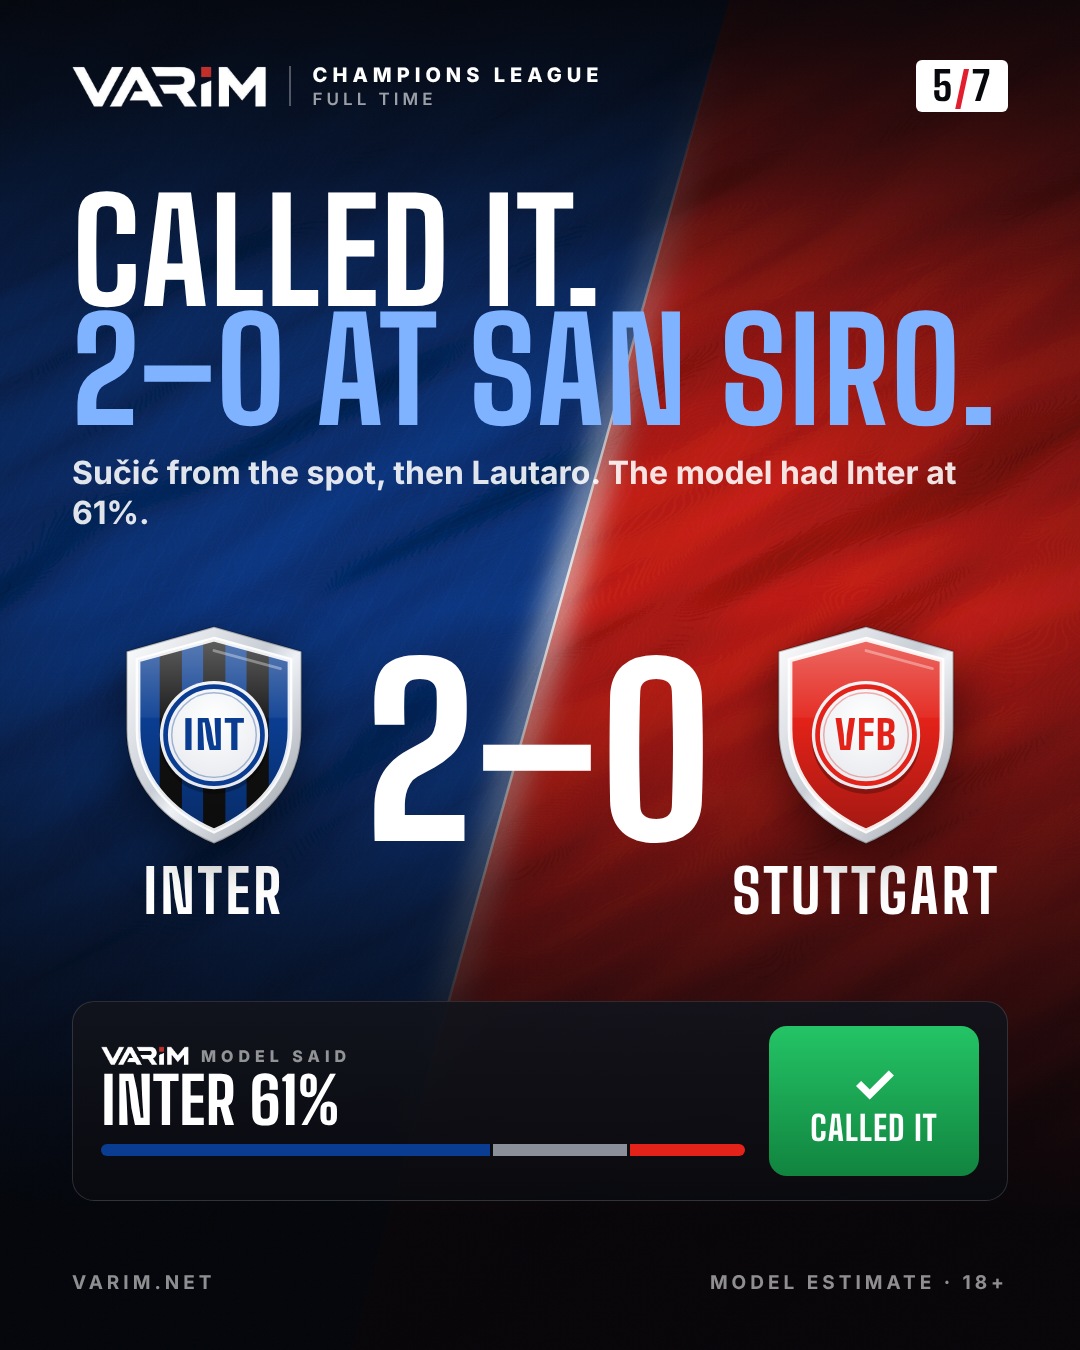 VARiM
CHAMPIONS LEAGUE
FULL TIME
5/7
CALLED IT.
2–0 AT SAN SIRO.
Sučić from the spot, then Lautaro. The model had Inter at
61%.
INT
2–0
VFB
INTER
STUTTGART
VARiM MODEL SAID
INTER 61%
CALLED IT
VARIM.NET
MODEL ESTIMATE · 18+